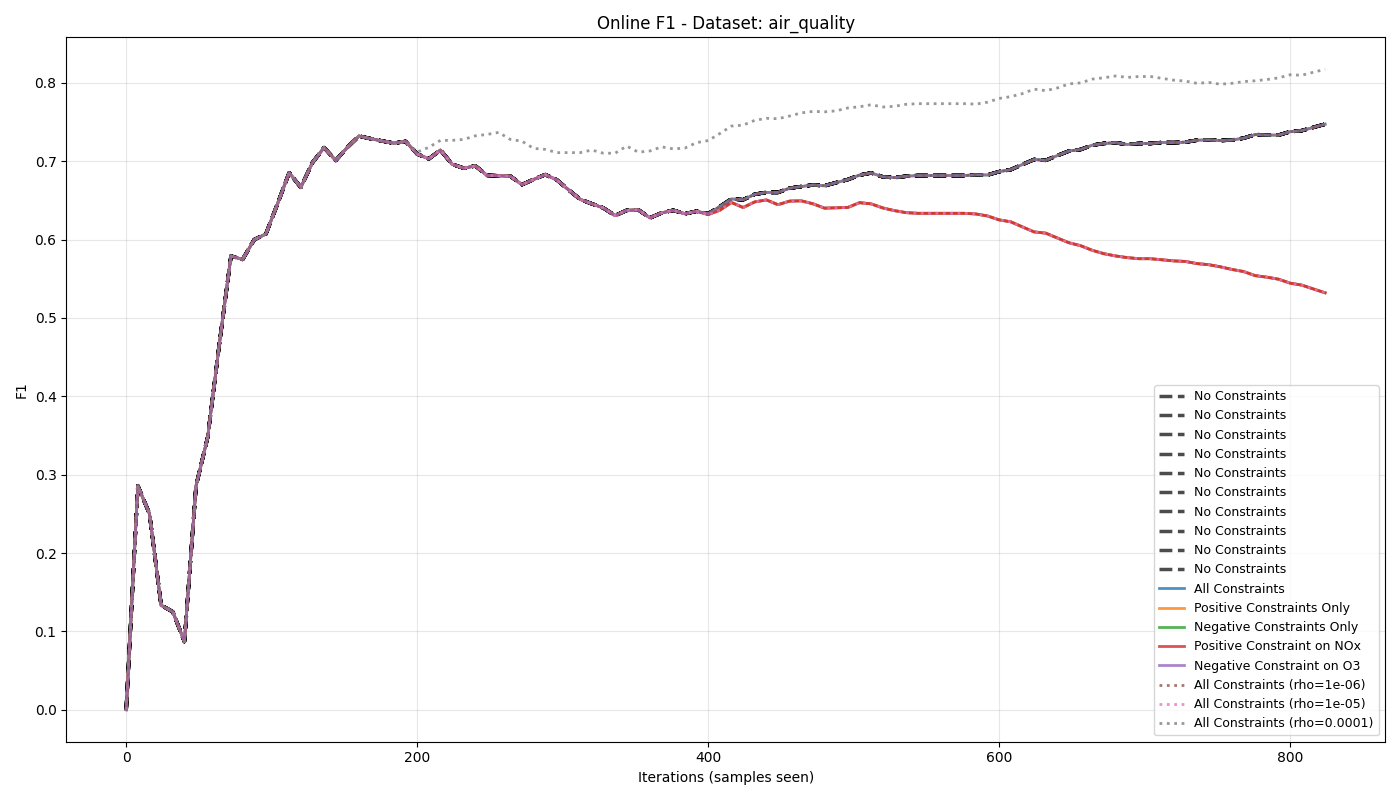 Online F1 - Dataset: air_quality
0.8
0.7
0.6
0.5
0.4
0.3
0.2
0.1
0.0
F1
0 200 400 600 800
Iterations (samples seen)
No Constraints
No Constraints
No Constraints
No Constraints
No Constraints
No Constraints
No Constraints
No Constraints
No Constraints
No Constraints
All Constraints
Positive Constraints Only
Negative Constraints Only
Positive Constraint on NOx
Negative Constraint on O3
All Constraints (rho=1e-06)
All Constraints (rho=1e-05)
All Constraints (rho=0.0001)